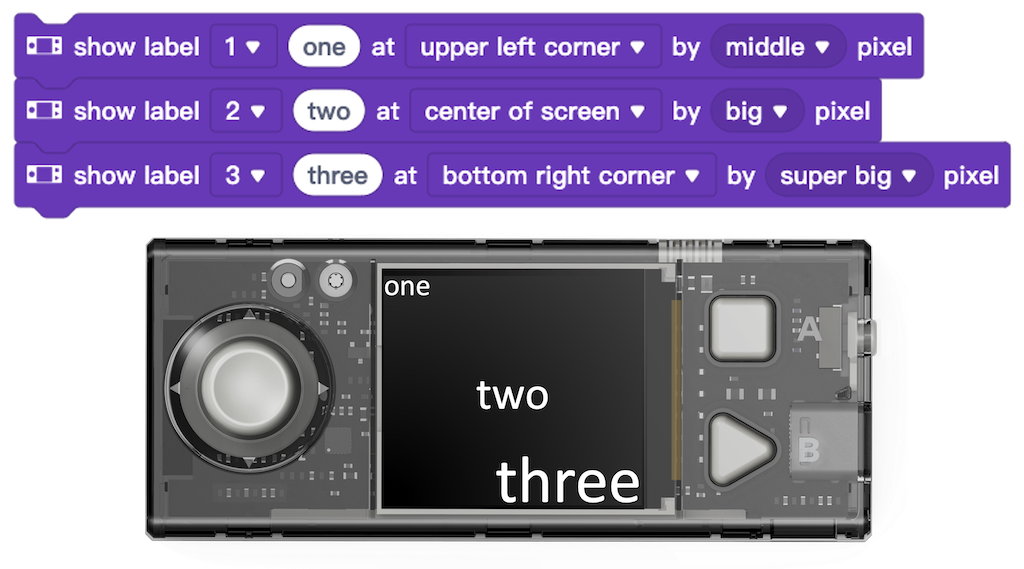 show label 1 one at upper left corner by middle pixel
show label 2 two at center of screen by big pixel
show label 3 three at bottom right corner by super big pixel
one
A
two
B
three